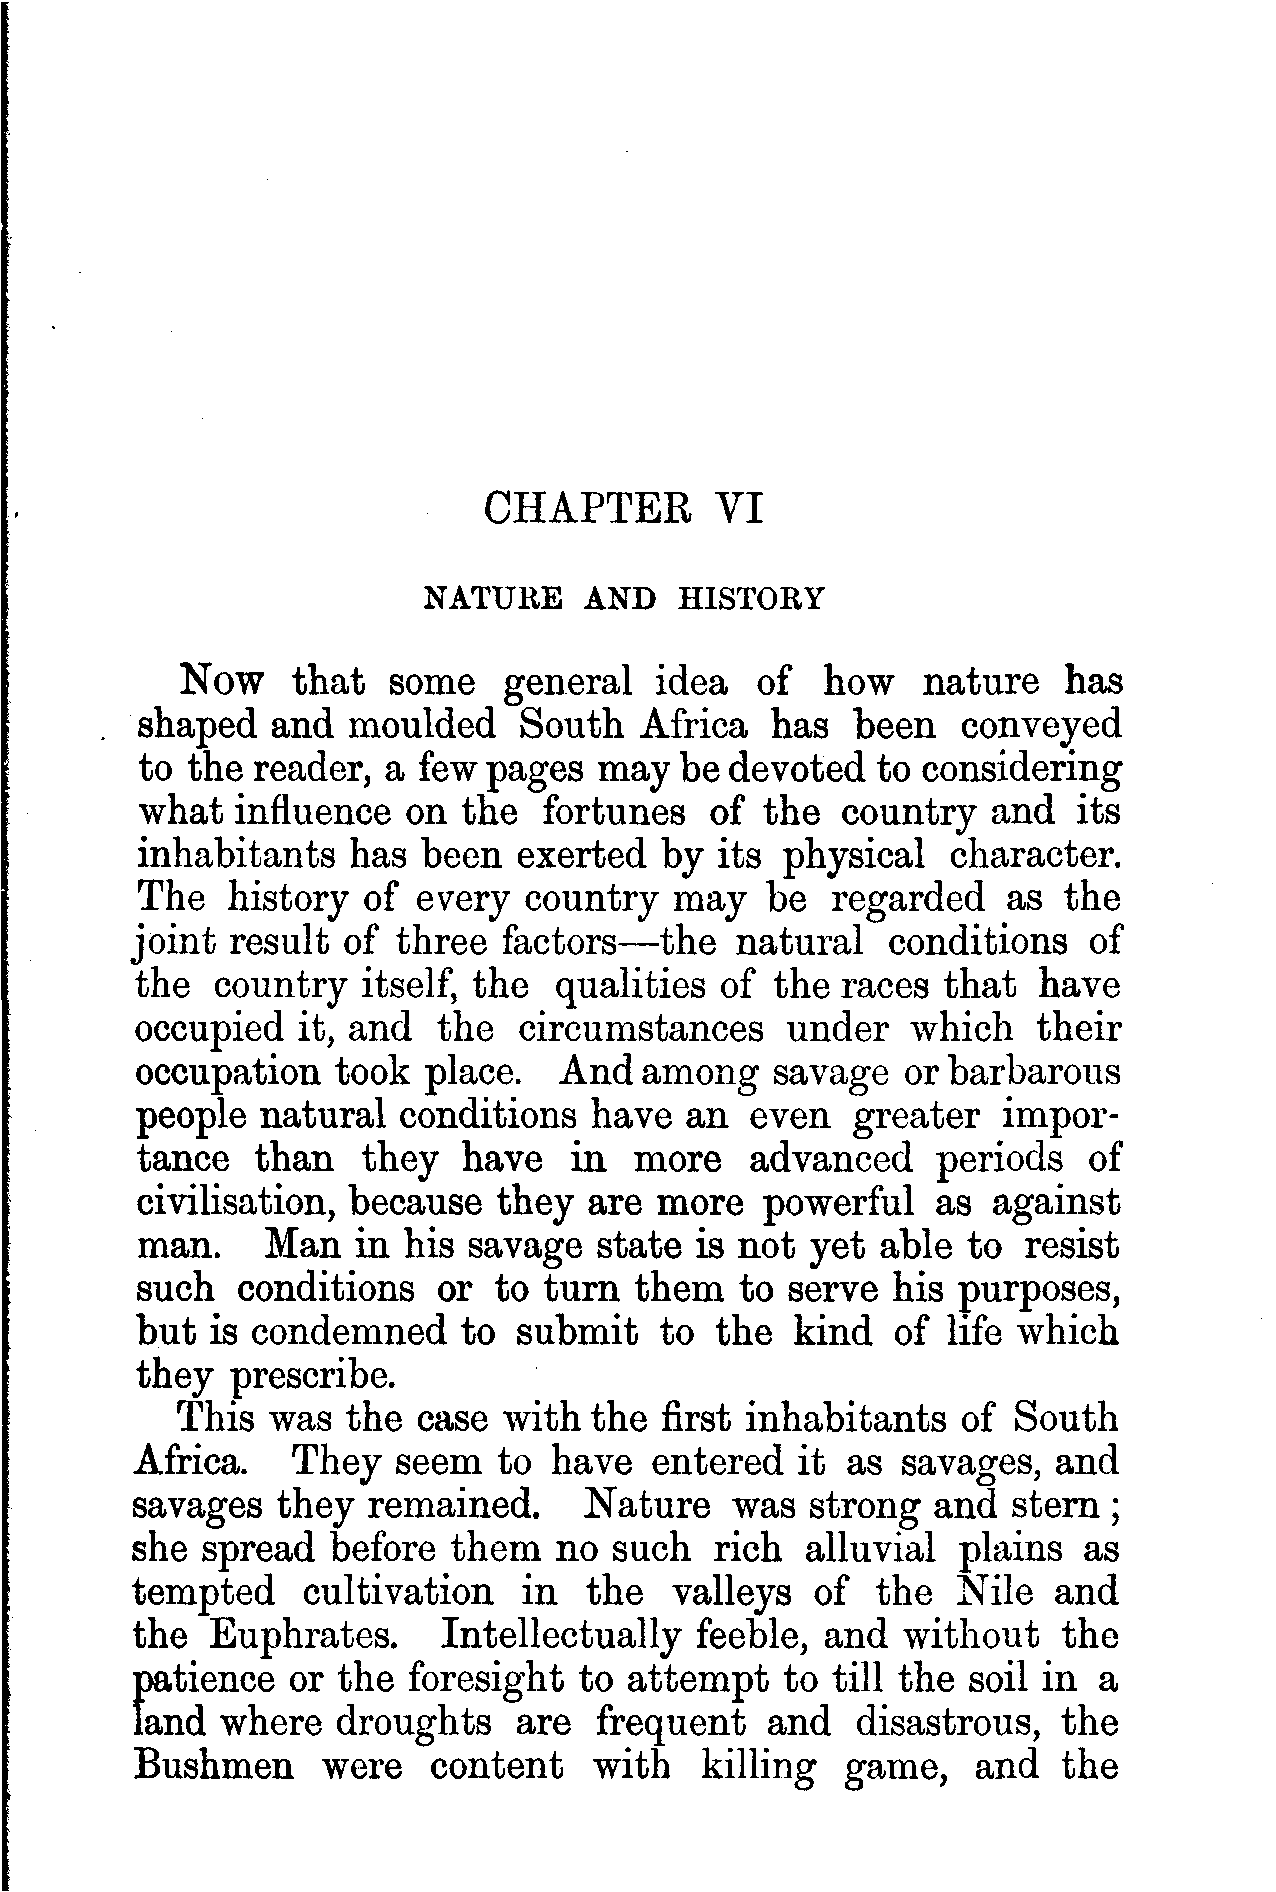 CHAPTER VI
NATURE AND HISTORY
Now that some general idea of how nature has
shaped and moulded South Africa has been conveyed
to the reader, a few pages may be devoted to considering
what influence on the fortunes of the country and its
inhabitants has been exerted by its physical character.
The history of every country may be regarded as the
joint result of three factors—the natural conditions of
the country itself, the qualities of the races that have
occupied it, and the circumstances under which their
occupation took place. And among savage or barbarous
people natural conditions have an even greater impor-
tance than they have in more advanced periods of
civilisation, because they are more powerful as against
man. Man in his savage state is not yet able to resist
such conditions or to turn them to serve his purposes,
but is condemned to submit to the kind of life which
they prescribe.
This was the case with the first inhabitants of South
Africa. They seem to have entered it as savages, and
savages they remained. Nature was strong and stern;
she spread before them no such rich alluvial plains as
tempted cultivation in the valleys of the Nile and
the Euphrates. Intellectually feeble, and without the
patience or the foresight to attempt to till the soil in a
land where droughts are frequent and disastrous, the
Bushmen were content with killing game, and the